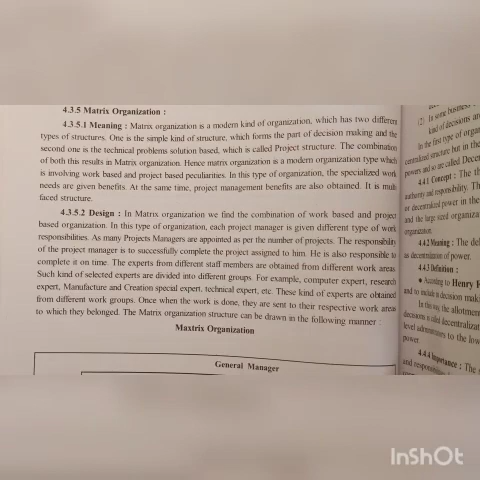 4.3.5 Matrix Organization :
4.3.5.1 Meaning : Matrix organization is a modern kind of organization, which has two different
types of structures. One is the simple kind of structure, which forms the part of decision making and the
second one is the technical problems solution based, which is called Project structure. The combination
of both this results in Matrix organization. Hence matrix organization is a modern organization type which
is involving work based and project based peculiarities. In this type of organization, the specialized work
needs are given benefits. At the same time, project management benefits are also obtained. It is multi
faced structure.
4.3.5.2 Design : In Matrix organization we find the combination of work based and project
based organization. In this type of organization, each project manager is given different type of work
responsibilities. As many Projects Managers are appointed as per the number of projects. The responsibility
of the project manager is to successfully complete the project assigned to him. He is also responsible to
complete it on time. The experts from different staff members are obtained from different work areas.
Such kind of selected experts are divided into different groups. For example, computer expert, research
expert, Manufacture and Creation special expert, technical expert, etc. These kind of experts are obtained
from different work groups. Once when the work is done, they are sent to their respective work areas
to which they belonged. The Matrix organization structure can be drawn in the following manner :
Maxtrix Organization
General Manager
(2) In some business
kind of decisions are
In the first type of organ
centralized structure but in the
powers and so are called Decen
4.4.1 Concept : The th
authority and responsibility. Th
as decentralized power in the
and the large sized organiza
organization.
4.4.2 Meaning : The del
as decentralization of power.
4.4.3 Definition :
• According to Henry F
and to include in decision maki
In this way, the allotment
decisions is called decentralizat
level administrators to the low
power.
4.4.4 Importance : The
and responsi
InShOt